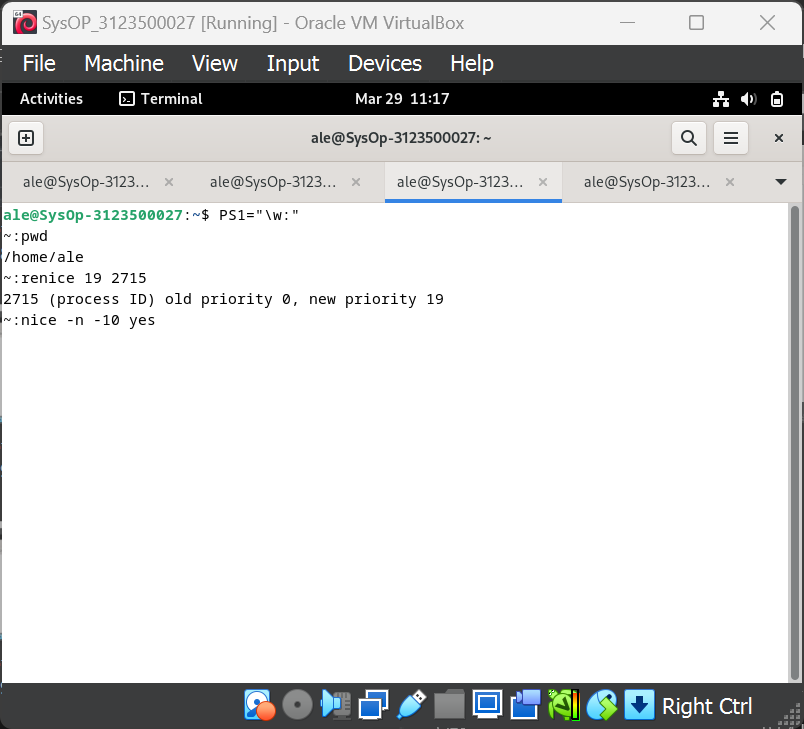 SysOP_3123500027 [Running] - Oracle VM VirtualBox
File Machine View Input Devices Help
Activities Terminal Mar 29 11:17
ale@SysOp-3123500027: ~
ale@SysOp-3123... ale@SysOp-3123... ale@SysOp-3123... ale@SysOp-3123...
ale@SysOp-3123500027:~$ PS1="\w:"
~:pwd
/home/ale
~:renice 19 2715
2715 (process ID) old priority 0, new priority 19
~:nice -n -10 yes
Right Ctrl